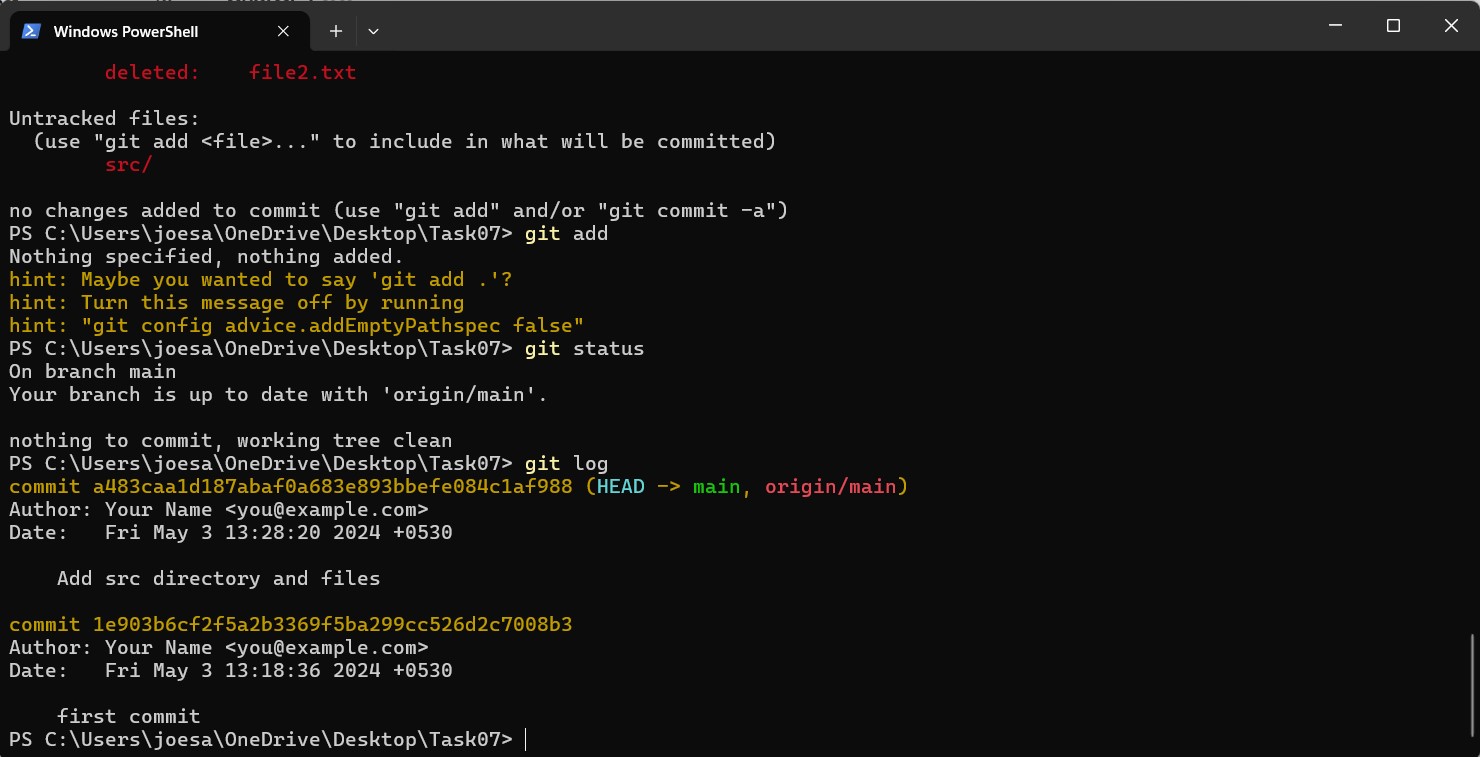 Windows PowerShell
deleted:    file2.txt
Untracked files:
(use "git add <file>..." to include in what will be committed)
src/
no changes added to commit (use "git add" and/or "git commit -a")
PS C:\Users\joesa\OneDrive\Desktop\Task07> git add
Nothing specified, nothing added.
hint: Maybe you wanted to say 'git add .'?
hint: Turn this message off by running
hint: "git config advice.addEmptyPathspec false"
PS C:\Users\joesa\OneDrive\Desktop\Task07> git status
On branch main
Your branch is up to date with 'origin/main'.
nothing to commit, working tree clean
PS C:\Users\joesa\OneDrive\Desktop\Task07> git log
commit a483caa1d187abaf0a683e893bbefe084c1af988 (HEAD -> main, origin/main)
Author: Your Name <you@example.com>
Date:   Fri May 3 13:28:20 2024 +0530
Add src directory and files
commit 1e903b6cf2f5a2b3369f5ba299cc526d2c7008b3
Author: Your Name <you@example.com>
Date:   Fri May 3 13:18:36 2024 +0530
first commit
PS C:\Users\joesa\OneDrive\Desktop\Task07>